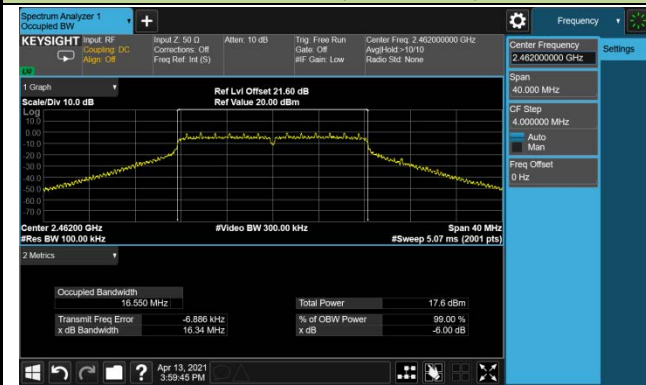 Spectrum Analyzer 1
Occupied BW
+
Frequency
KEYSIGHT
Input: RF
Coupling: DC
Align: Off
Input Z: 50 Ω
Corrections: Off
Freq Ref: Int (S)
Atten: 10 dB
Trig: Free Run
Gate: Off
#IF Gain: Low
Center Freq: 2.462000000 GHz
Avg|Hold:>10/10
Radio Std: None
Center Frequency
2.462000000 GHz
Settings
Span
40.000 MHz
CF Step
4.000000 MHz
Auto
Man
Freq Offset
0 Hz
1 Graph
Scale/Div 10.0 dB
Ref Lvl Offset 21.60 dB
Ref Value 20.00 dBm
Log
10.0
0.00
-10.0
-20.0
-30.0
-40.0
-50.0
-60.0
-70.0
Center 2.46200 GHz
#Res BW 100.00 kHz
#Video BW 300.00 kHz
Span 40 MHz
#Sweep 5.07 ms (2001 pts)
2 Metrics
Occupied Bandwidth
16.550 MHz
Total Power 17.6 dBm
Transmit Freq Error -6.886 kHz
% of OBW Power 99.00 %
x dB Bandwidth 16.34 MHz
x dB -6.00 dB
?
Apr 13, 2021
3:59:45 PM